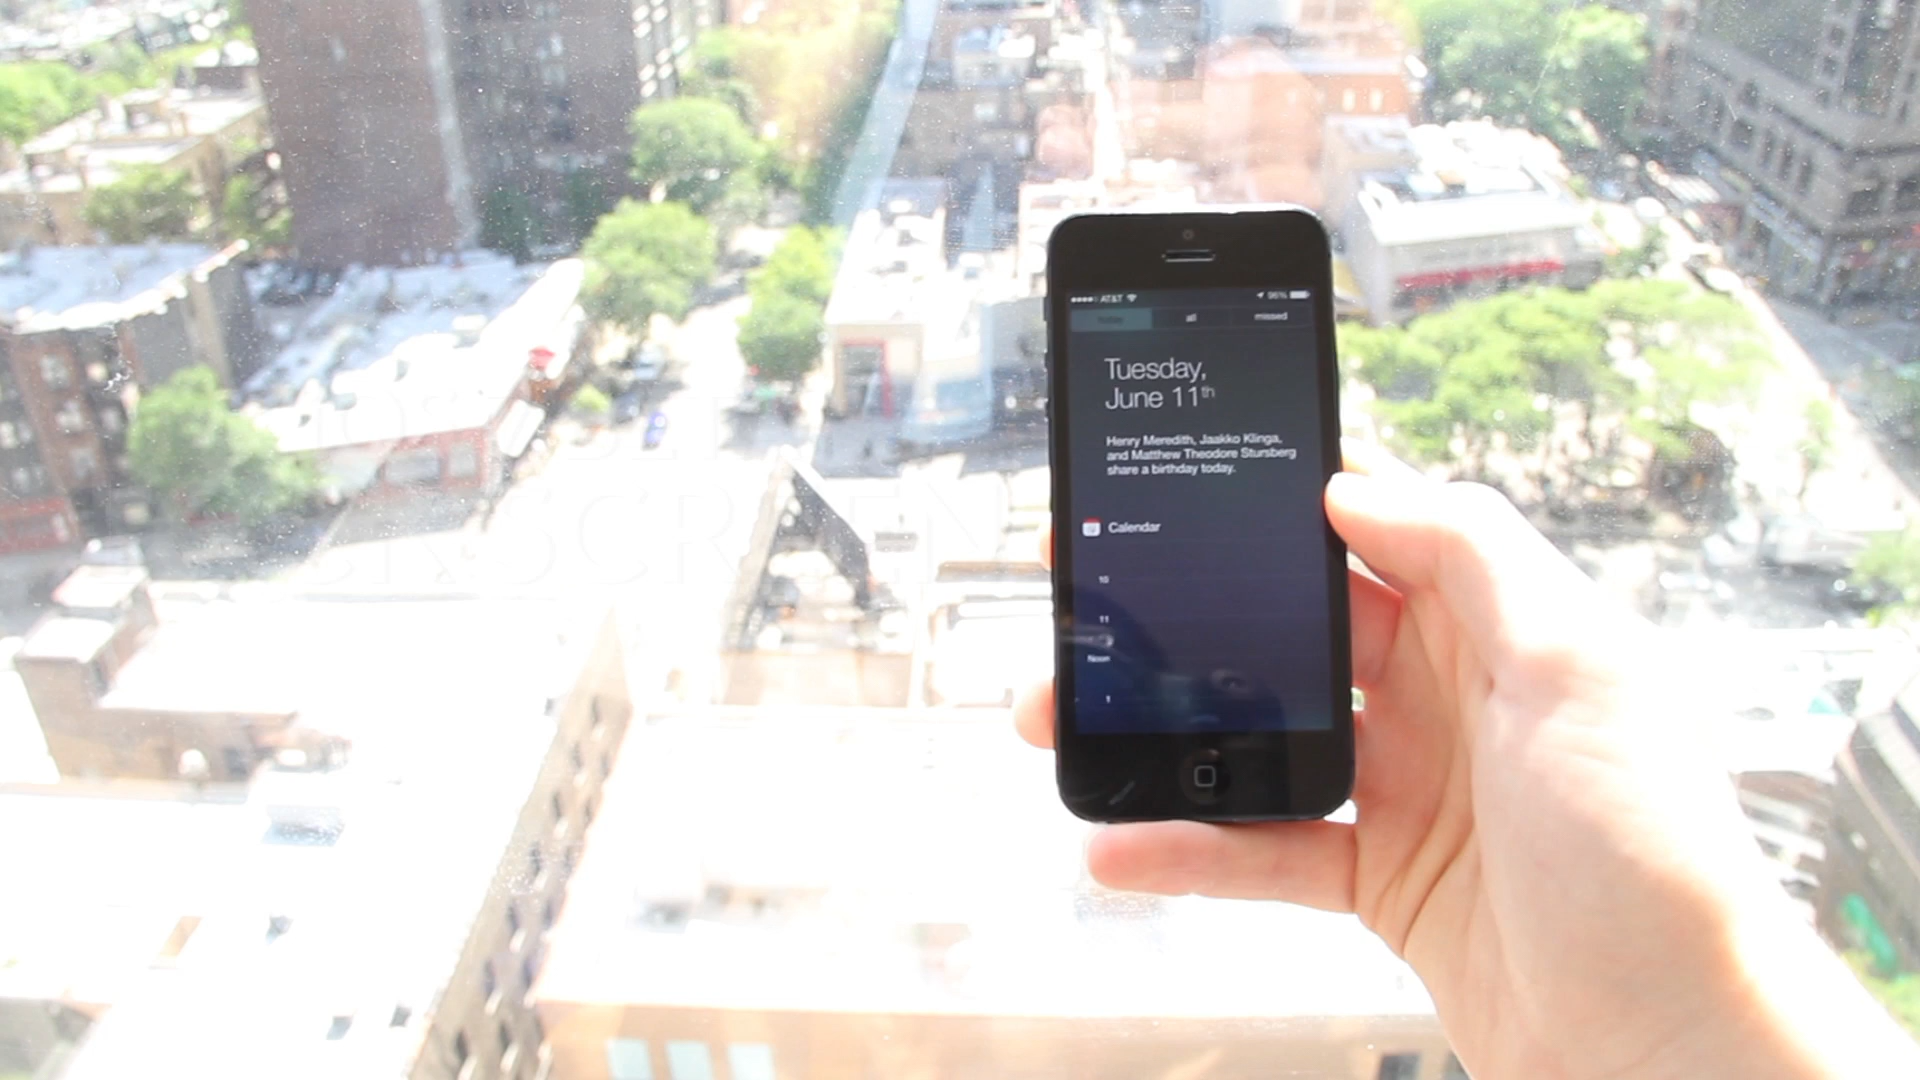 AT&T 96%
today all missed
Tuesday,
June 11th
Henry Meredith, Jaakko Klinga,
and Matthew Theodore Stursberg
share a birthday today.
Calendar
10
11
Noon
1